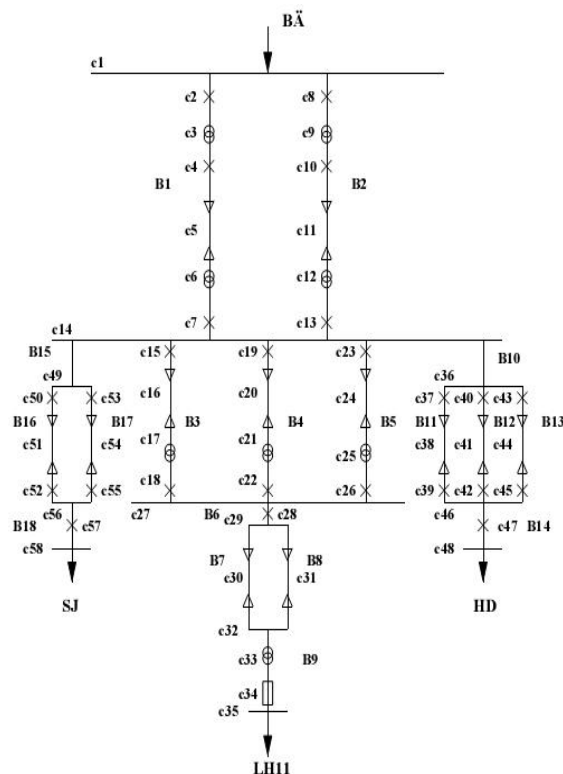 BÄ
c1
c2 c8
c3 c9
c4 c10
B1 B2
c5 c11
c6 c12
c7 c13
c14
B15 c15 c19 c23 B10
c49 c36
c50 c53 c16 c20 c24 c37 c40 c43
B16 B17 B3 B4 B5 B11 B12 B13
c51 c54 c17 c21 c25 c38 c41 c44
c52 c55 c18 c22 c26 c39 c42 c45
c56 c27 B6 c28 c46
B18 c57 c29 c47 B14
c58 B7 B8 c48
c30 c31
SJ HD
c32
c33 B9
c34
c35
LH11